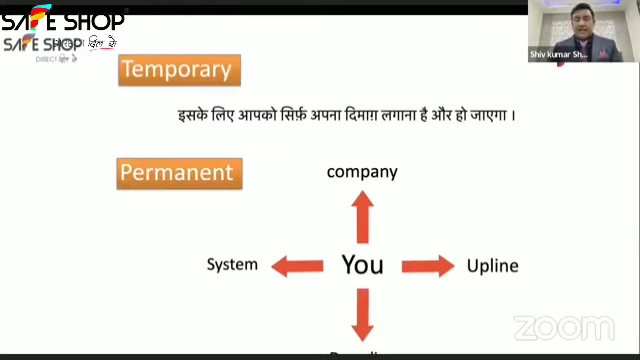 SAFE SHOP
SAFE SHOP
DIRECT दिल के
Shiv kumar Sh...
Temporary
इसके लिए आपको सिर्फ़ अपना दिमाग़ लगाना है और हो जाएगा ।
Permanent
company
System
You
Upline
zoom